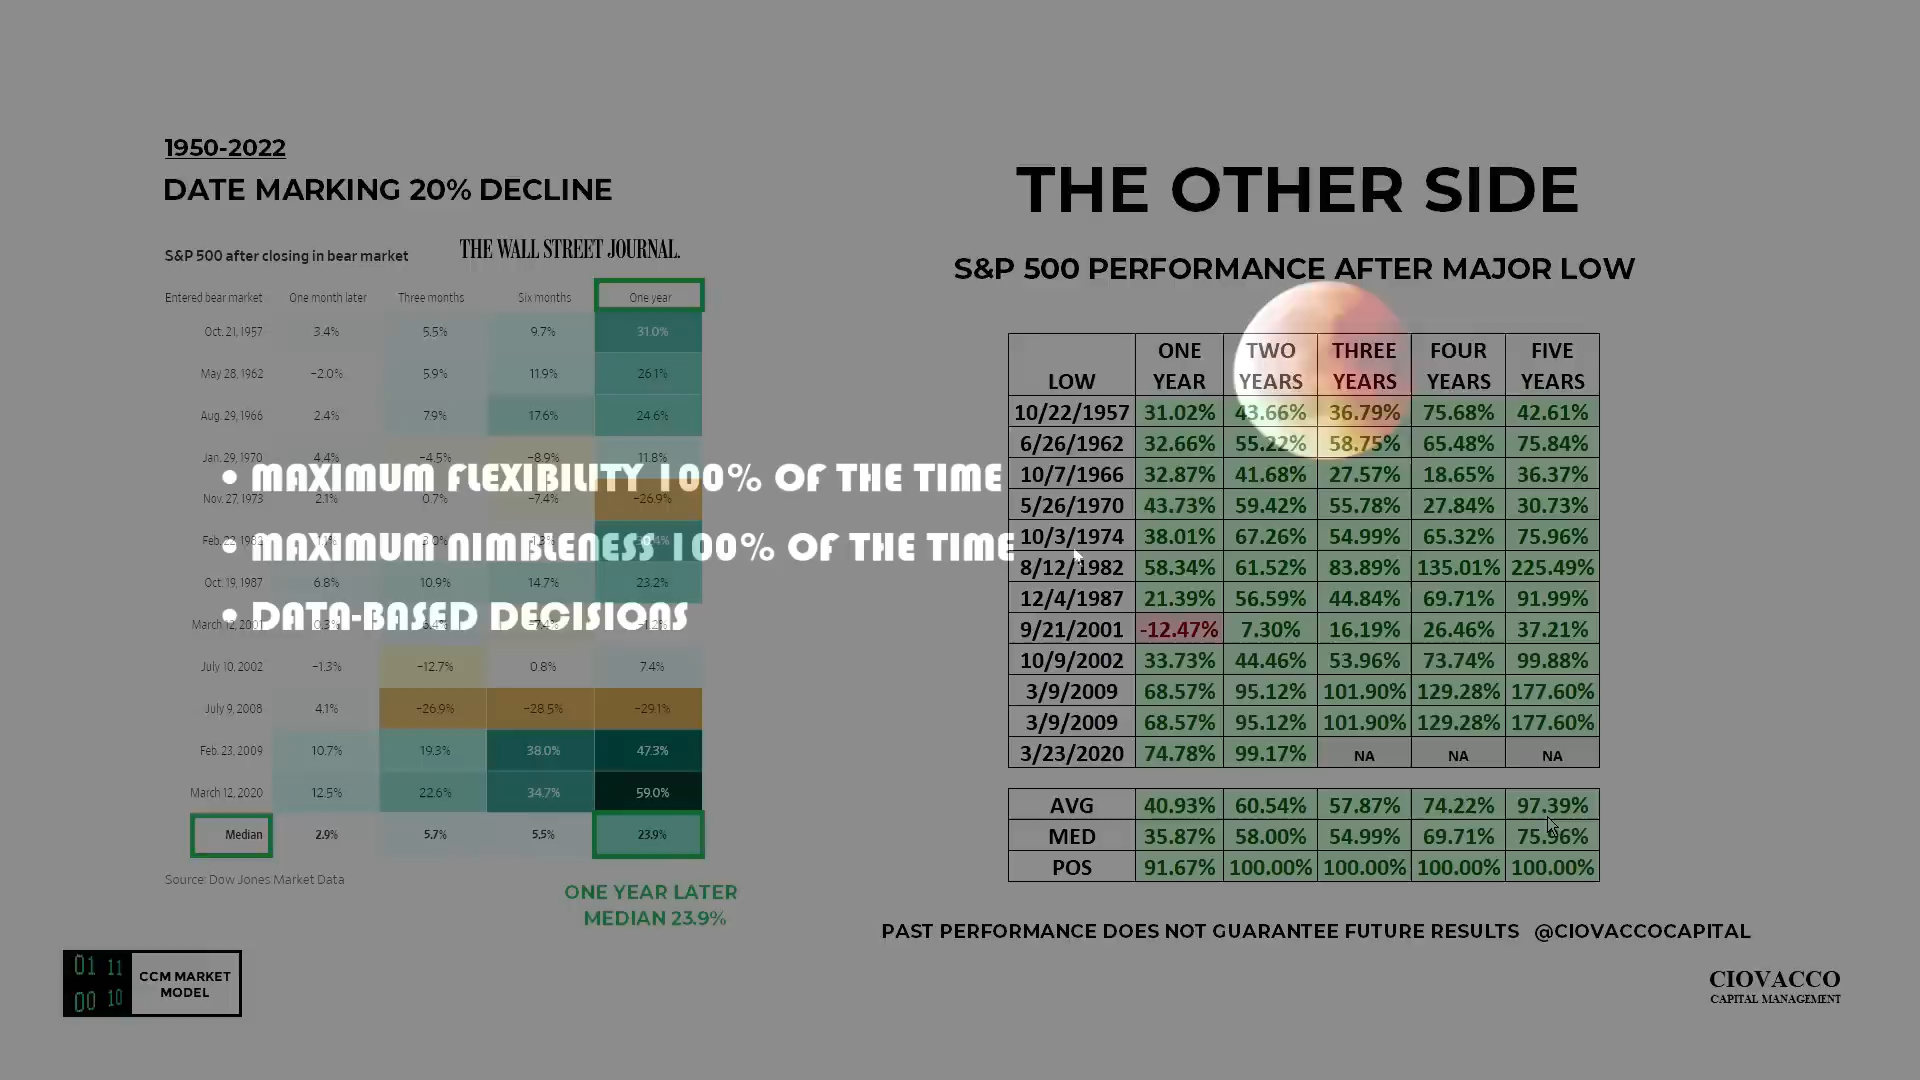 1950-2022
DATE MARKING 20% DECLINE
S&P 500 after closing in bear market THE WALL STREET JOURNAL.
Entered bear market One month later Three months Six months One year
Oct. 21, 1957 3.4% 5.5% 9.7% 31.0%
May 28, 1962 −2.0% 5.9% 11.9% 26.1%
Aug. 29, 1966 2.4% 7.9% 17.6% 24.6%
Jan. 29, 1970 4.4% −4.5% −8.9% 11.8%
Nov. 27, 1973 2.1% 0.7% −7.4% −26.9%
Oct. 19, 1987 6.8% 10.9% 14.7% 23.2%
March 12, 2001 0.3%
July 10, 2002 −1.3% −12.7% 0.8% 7.4%
July 9, 2008 4.1% −26.9% −28.5% −29.1%
Feb. 23, 2009 10.7% 19.3% 38.0% 47.3%
March 12, 2020 12.5% 22.6% 34.7% 59.0%
Median 2.9% 5.7% 5.5% 23.9%
Source: Dow Jones Market Data
ONE YEAR LATER
MEDIAN 23.9%
• MAXIMUM FLEXIBILITY 100% OF THE TIME
• MAXIMUM NIMBLENESS 100% OF THE TIME
• DATA-BASED DECISIONS
THE OTHER SIDE
S&P 500 PERFORMANCE AFTER MAJOR LOW
LOW ONE YEAR TWO YEARS THREE YEARS FOUR YEARS FIVE YEARS
10/22/1957 31.02% 43.66% 36.79% 75.68% 42.61%
6/26/1962 32.66% 55.22% 58.75% 65.48% 75.84%
10/7/1966 32.87% 41.68% 27.57% 18.65% 36.37%
5/26/1970 43.73% 59.42% 55.78% 27.84% 30.73%
10/3/1974 38.01% 67.26% 54.99% 65.32% 75.96%
8/12/1982 58.34% 61.52% 83.89% 135.01% 225.49%
12/4/1987 21.39% 56.59% 44.84% 69.71% 91.99%
9/21/2001 -12.47% 7.30% 16.19% 26.46% 37.21%
10/9/2002 33.73% 44.46% 53.96% 73.74% 99.88%
3/9/2009 68.57% 95.12% 101.90% 129.28% 177.60%
3/9/2009 68.57% 95.12% 101.90% 129.28% 177.60%
3/23/2020 74.78% 99.17% NA NA NA
AVG 40.93% 60.54% 57.87% 74.22% 97.39%
MED 35.87% 58.00% 54.99% 69.71% 75.96%
POS 91.67% 100.00% 100.00% 100.00% 100.00%
PAST PERFORMANCE DOES NOT GUARANTEE FUTURE RESULTS @CIOVACCOCAPITAL
01 11
00 10
CCM MARKET
MODEL
CIOVACCO
CAPITAL MANAGEMENT